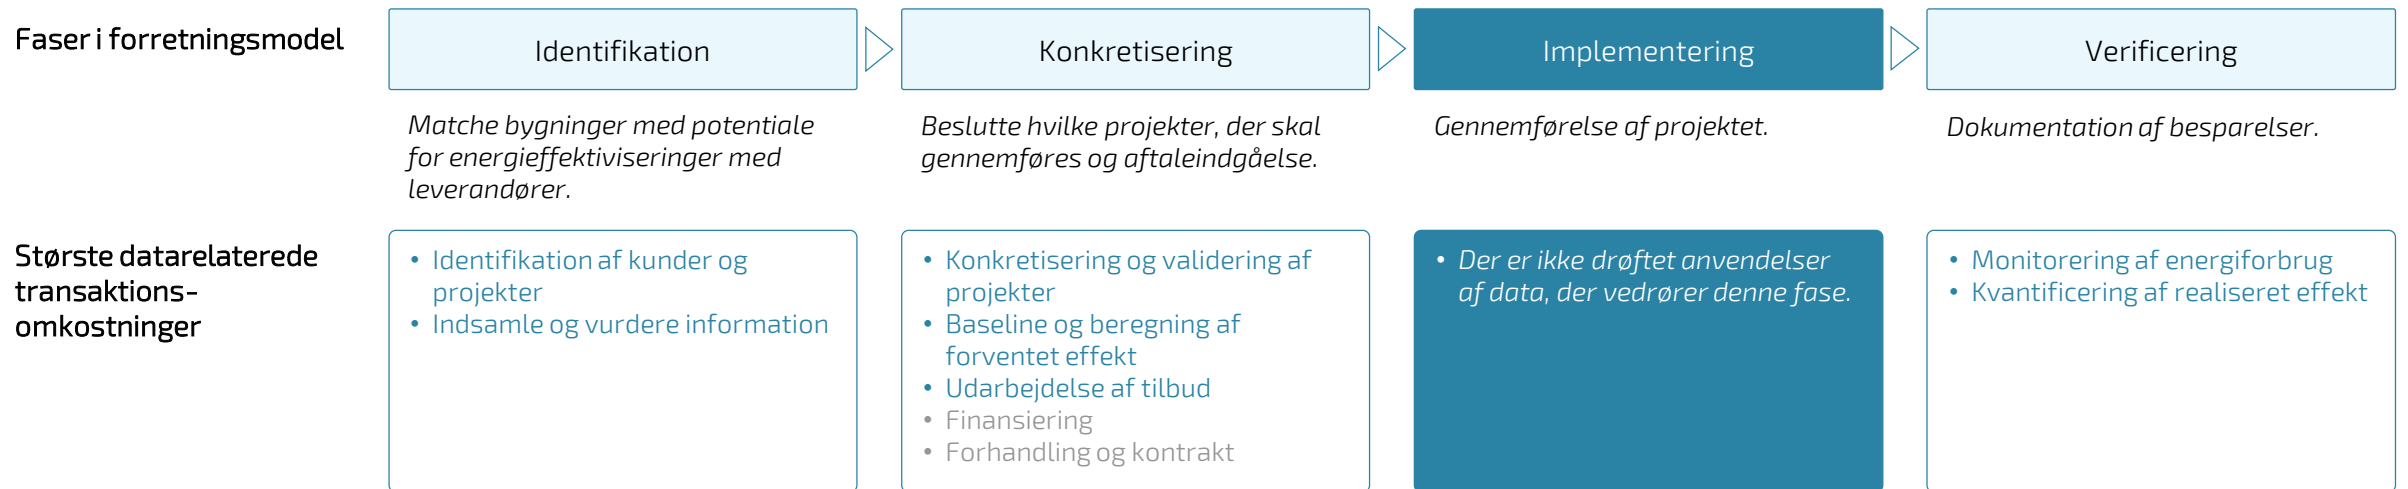 Faser i forretningsmodel
Identifikation
Konkretisering
Implementering
Verificering
Matche bygninger med potentiale
for energieffektiviseringer med
leverandører.
Beslutte hvilke projekter, der skal
gennemføres og aftaleindgåelse.
Gennemførelse af projektet.
Dokumentation af besparelser.
Største datarelaterede
transaktions-
omkostninger
• Identifikation af kunder og
projekter
• Indsamle og vurdere information
• Konkretisering og validering af
projekter
• Baseline og beregning af
forventet effekt
• Udarbejdelse af tilbud
• Finansiering
• Forhandling og kontrakt
• Der er ikke drøftet anvendelser
af data, der vedrører denne fase.
• Monitorering af energiforbrug
• Kvantificering af realiseret effekt